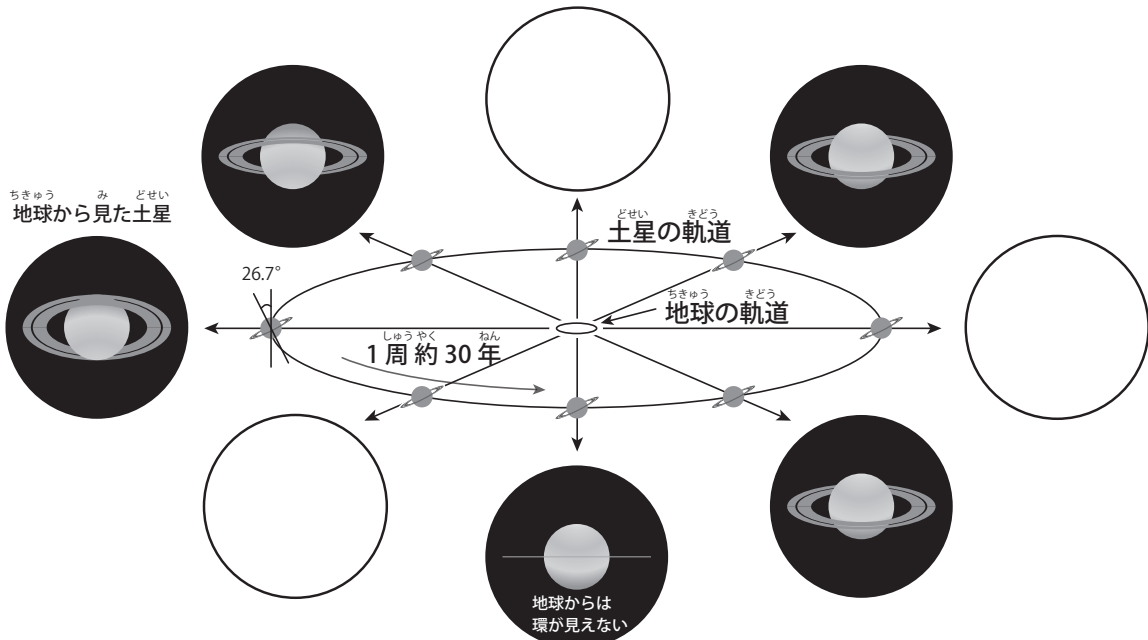 ちきゅう み どせい
地球から見た土星
26.7°
どせい きどう
土星の軌道
ちきゅう きどう
地球の軌道
しゅうやく ねん
1周約30年
地球からは
環が見えない